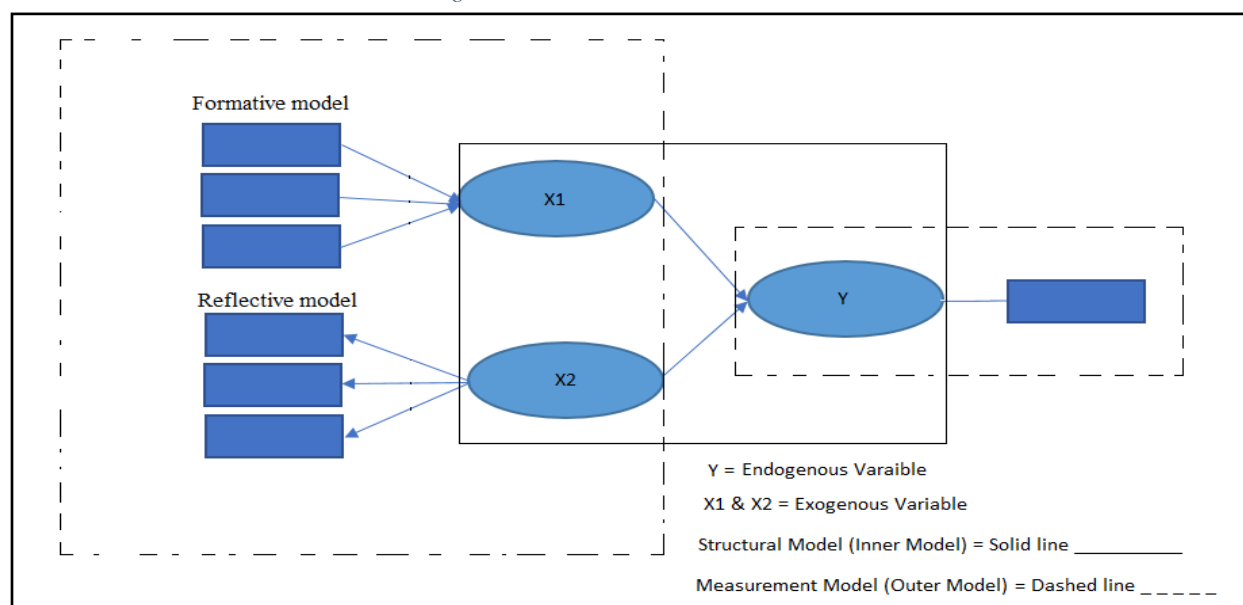 Formative model
X1
Reflective model
Y
X2
Y = Endogenous Varaible
X1 & X2 = Exogenous Variable
Structural Model (Inner Model) = Solid line __________
Measurement Model (Outer Model) = Dashed line _ _ _ _ _